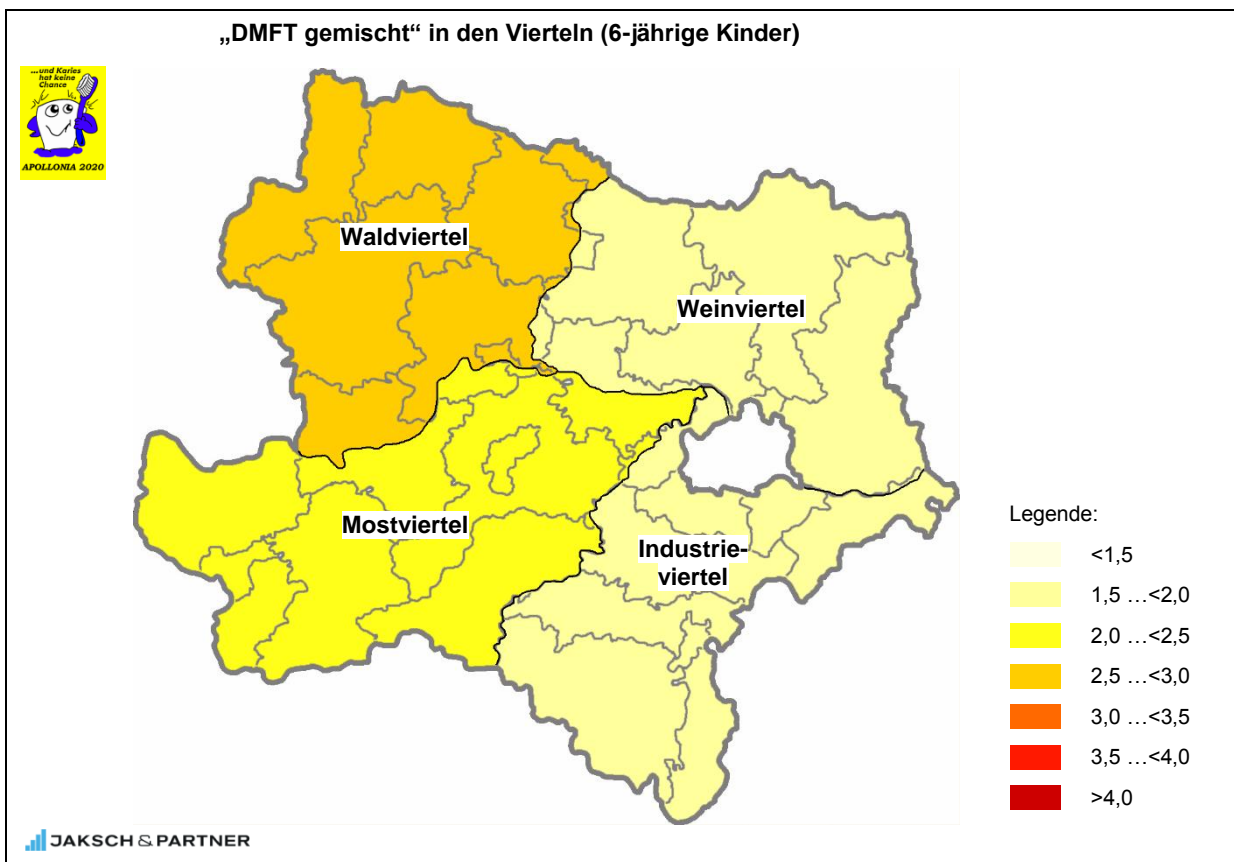 „DMFT gemischt“ in den Vierteln (6-jährige Kinder)
...und Karies
hat keine
Chance
APOLLONIA 2020
Waldviertel
Weinviertel
Mostviertel
Industrie-
viertel
Legende:
<1,5
1,5 …<2,0
2,0 …<2,5
2,5 …<3,0
3,0 …<3,5
3,5 …<4,0
>4,0
JAKSCH & PARTNER